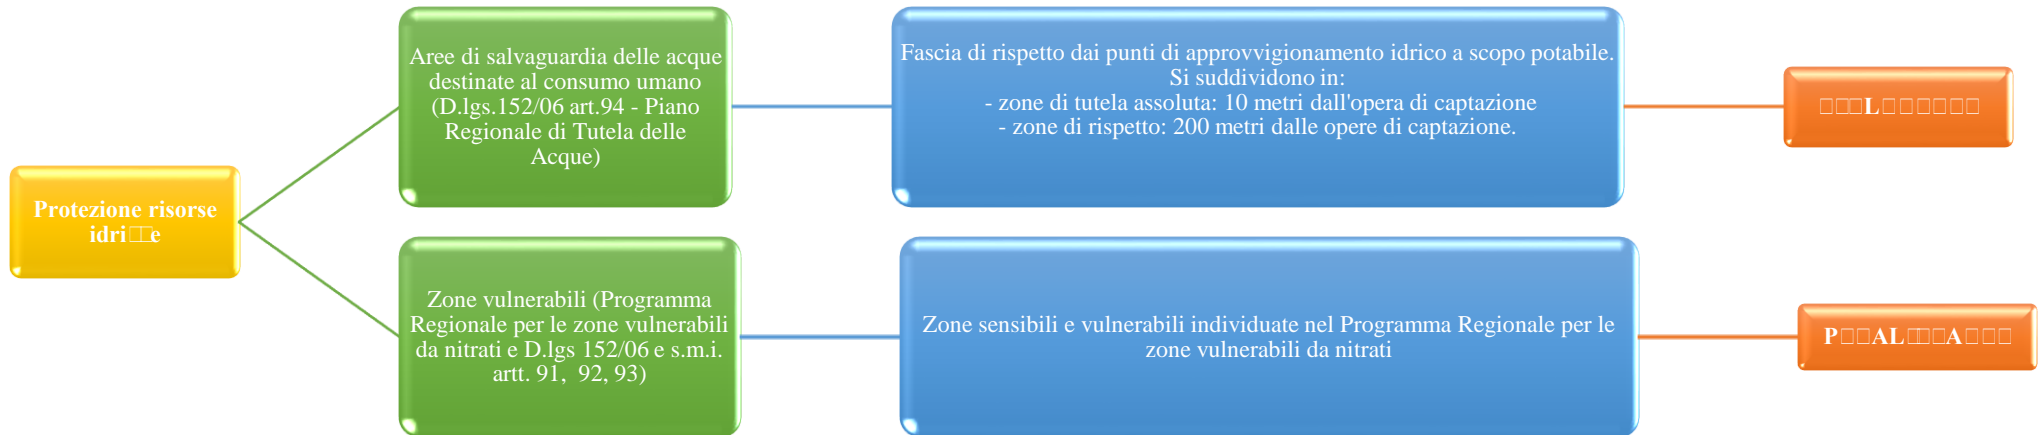 Protezione risorse
Aree di salvaguardia delle acque
destinate al consumo umano
(D.lgs.152/06 art.94 - Piano
Regionale di Tutela delle
Acque)
Fascia di rispetto dai punti di approvvigionamento idrico a scopo potabile.
Si suddividono in:
- zone di tutela assoluta: 10 metri dall'opera di captazione
- zone di rispetto: 200 metri dalle opere di captazione.
Zone vulnerabili (Programma
Regionale per le zone vulnerabili
da nitrati e D.lgs 152/06 e s.m.i.
artt. 91, 92, 93)
Zone sensibili e vulnerabili individuate nel Programma Regionale per le
zone vulnerabili da nitrati